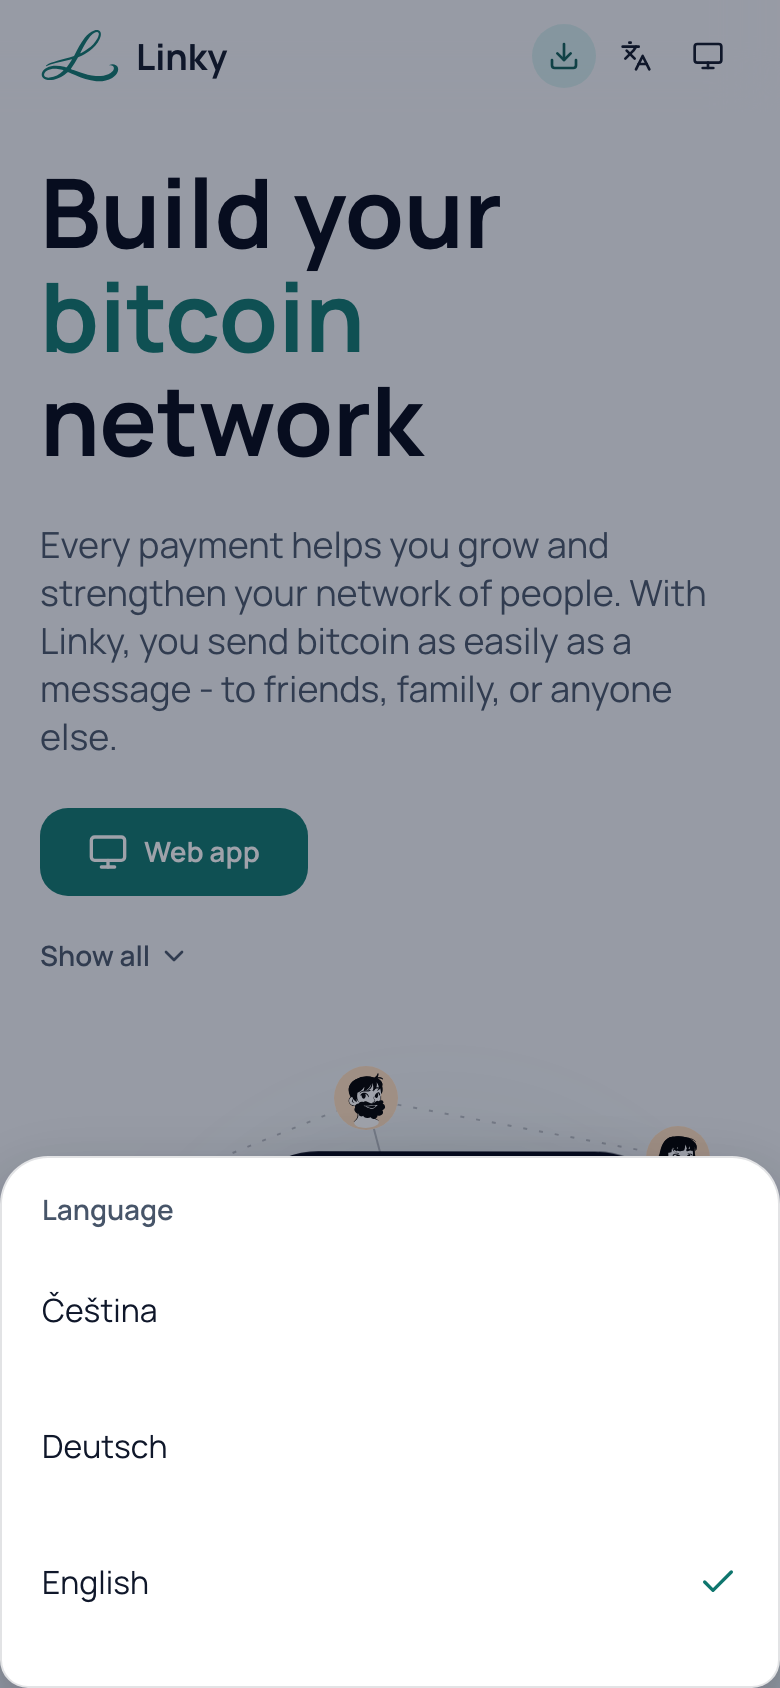 Linky
Build your
bitcoin
network
Every payment helps you grow and
strengthen your network of people. With
Linky, you send bitcoin as easily as a
message - to friends, family, or anyone
else.
Web app
Show all
Language
Čeština
Deutsch
English